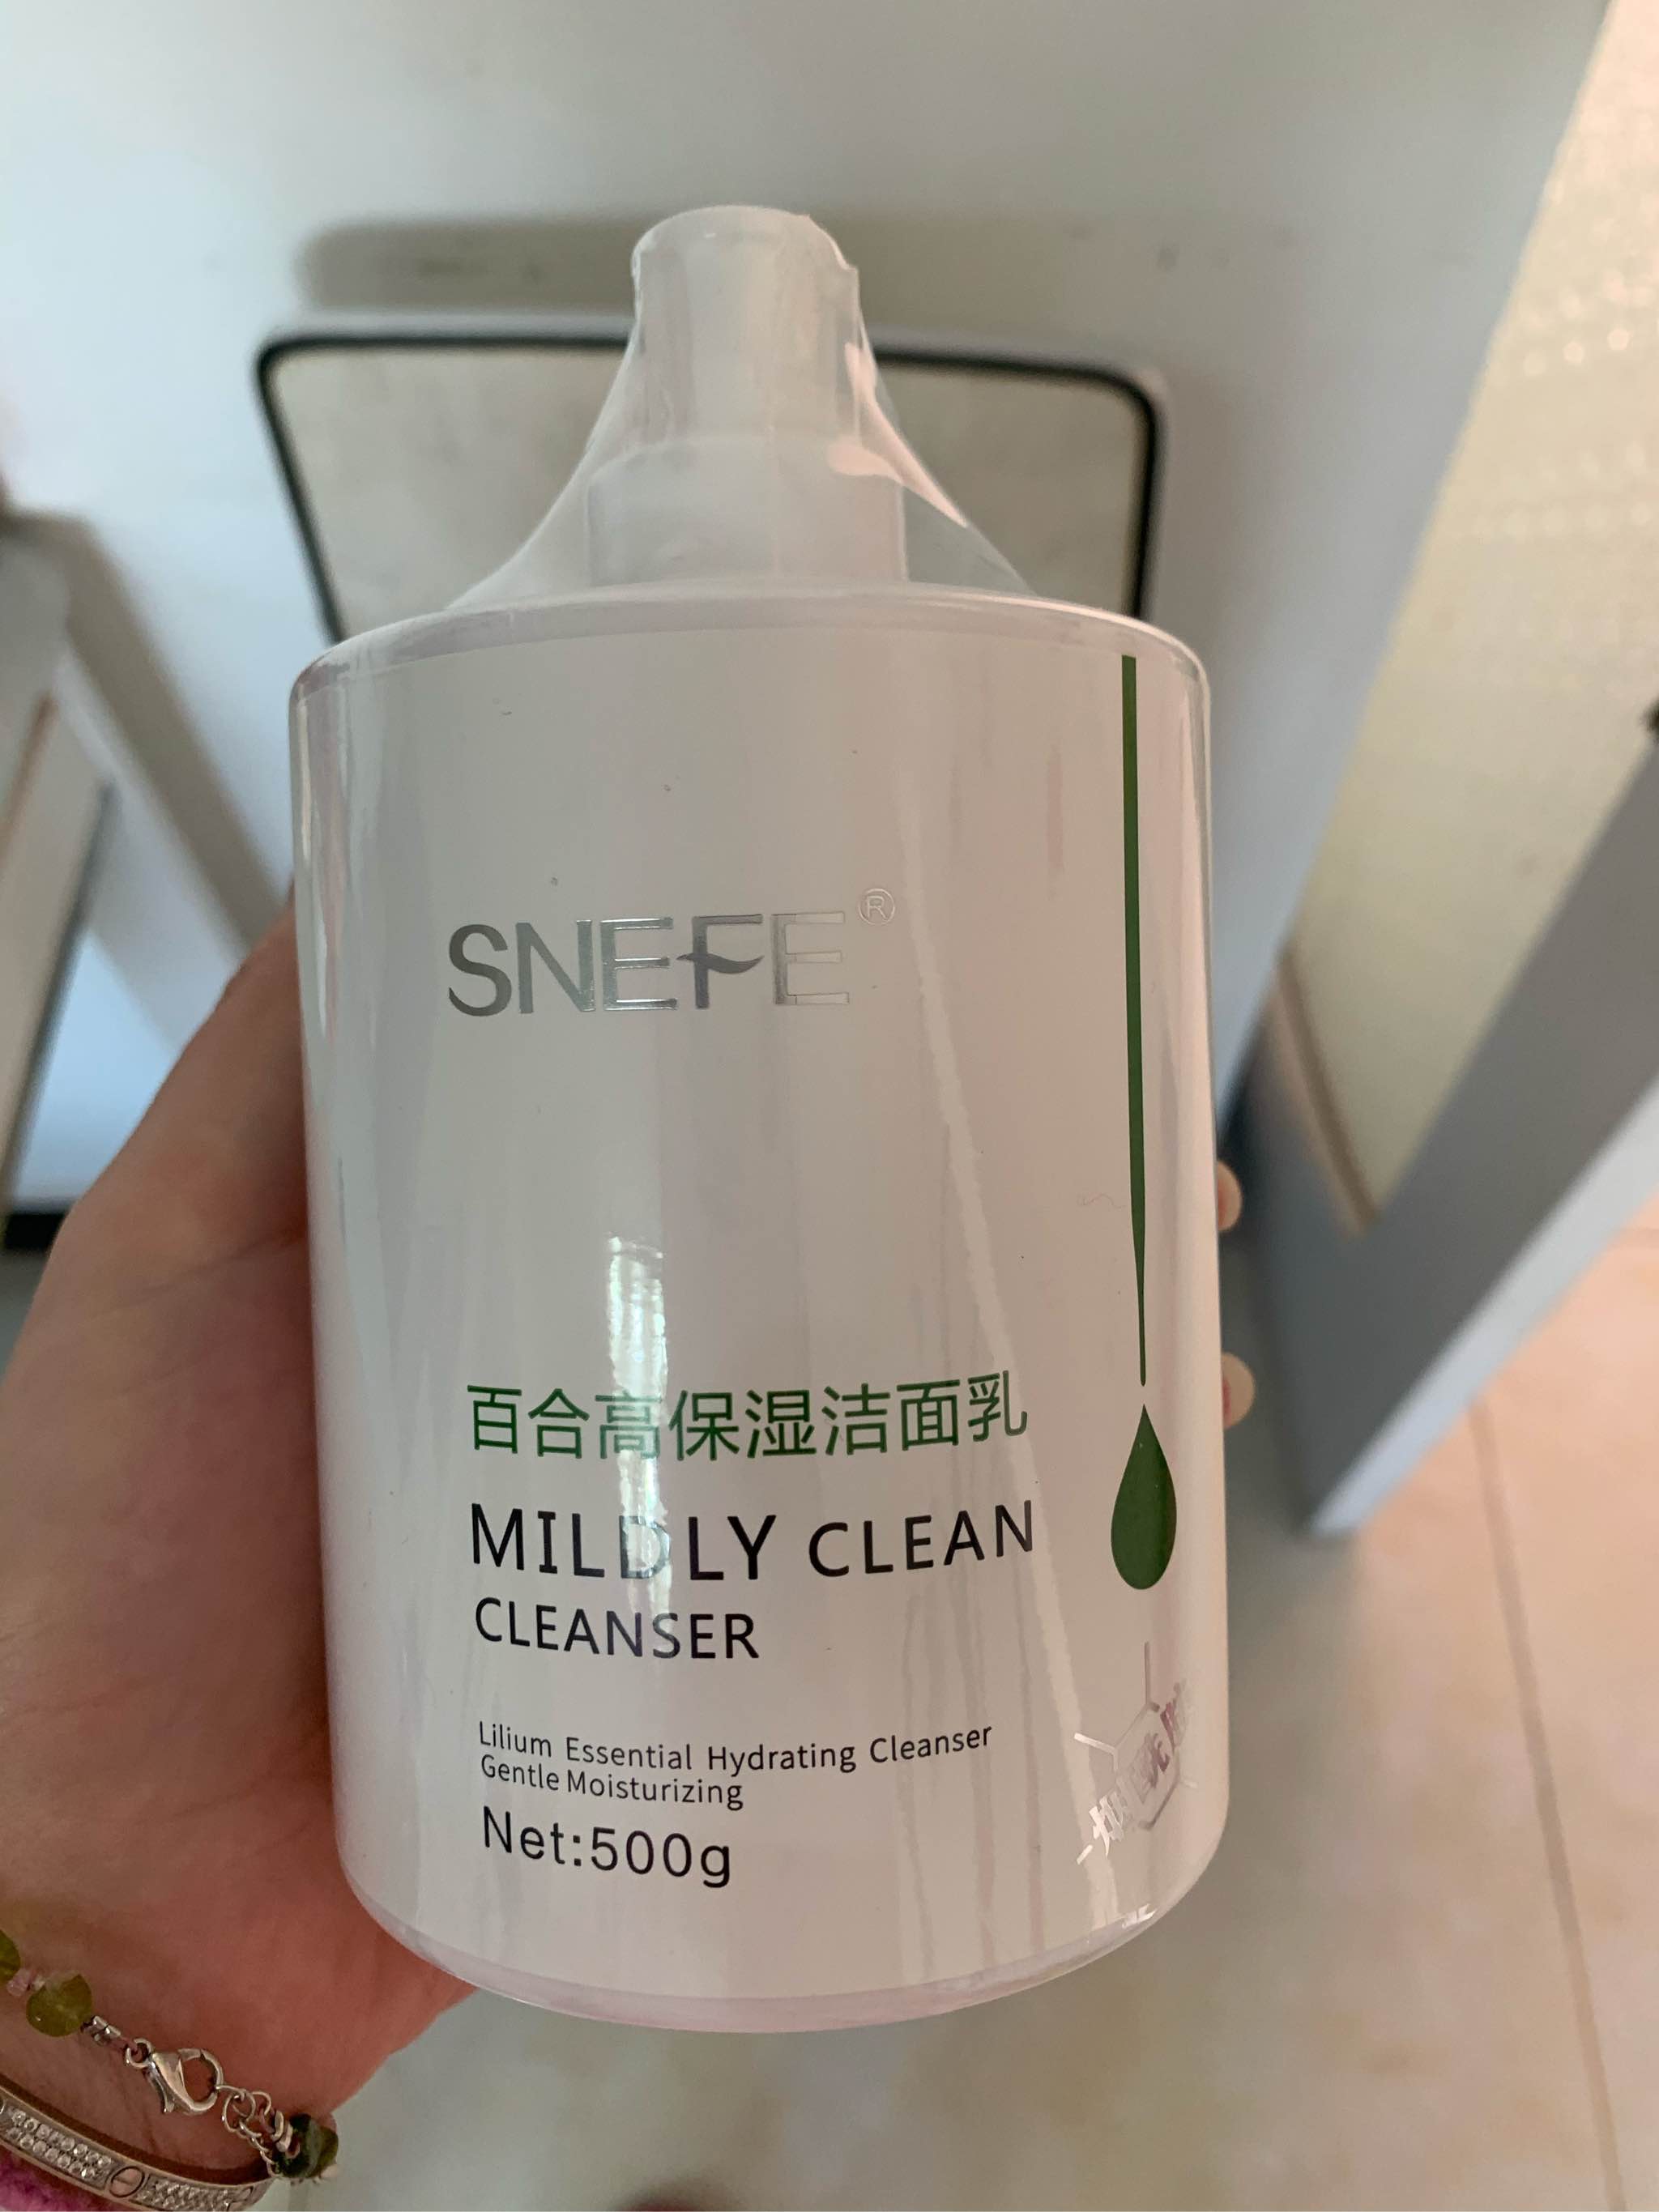 SNEFE®
百合高保湿洁面乳
MILDLY CLEAN
CLEANSER
Lilium Essential Hydrating Cleanser
Gentle Moisturizing
Net:500g